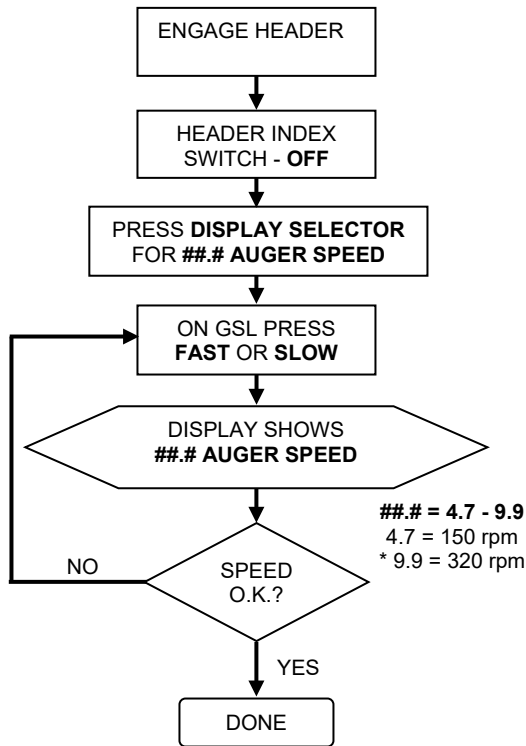 ENGAGE HEADER
HEADER INDEX
SWITCH - OFF
PRESS DISPLAY SELECTOR
FOR ##.# AUGER SPEED
ON GSL PRESS
FAST OR SLOW
DISPLAY SHOWS
##.# AUGER SPEED
##.# = 4.7 - 9.9
4.7 = 150 rpm
* 9.9 = 320 rpm
NO
SPEED
O.K.?
YES
DONE